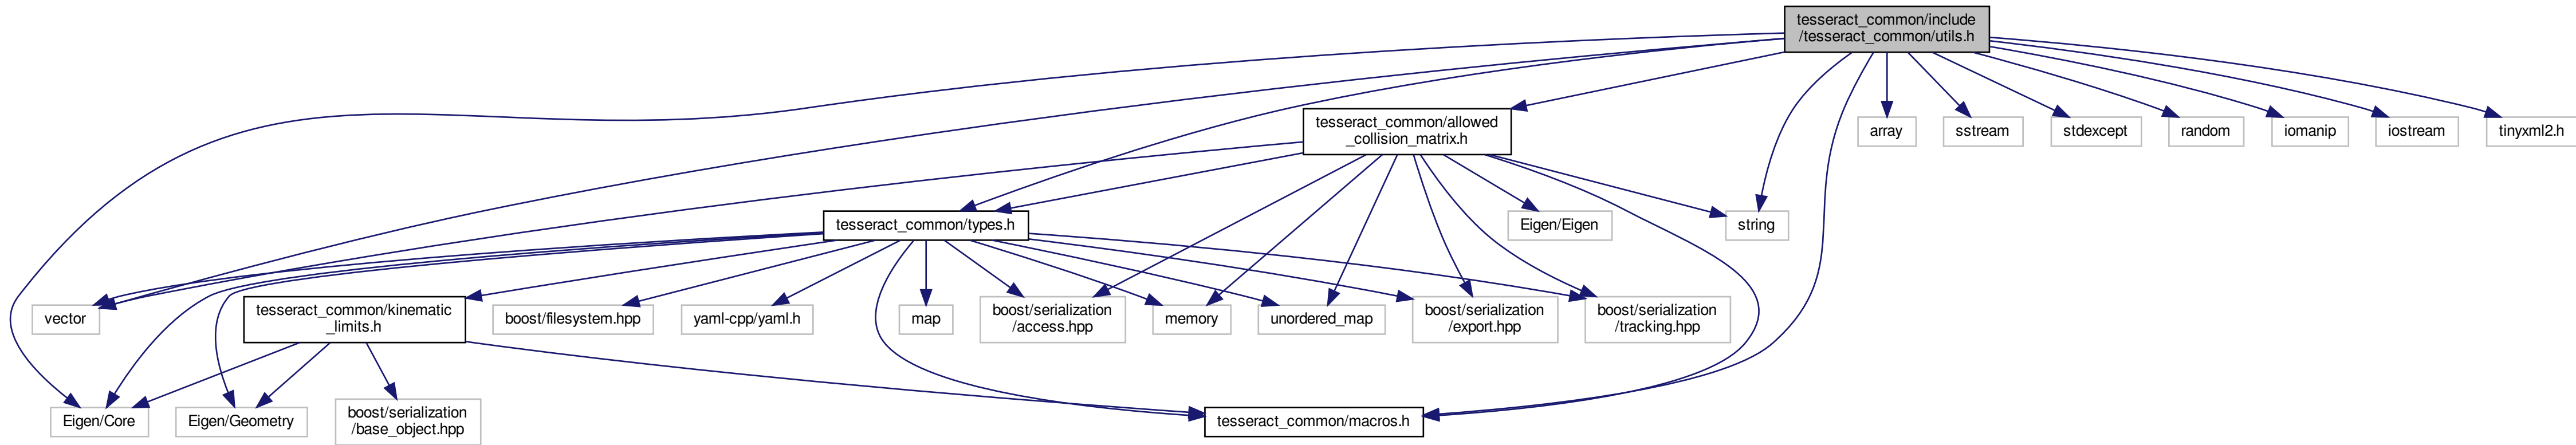 tesseract_common/include
/tesseract_common/utils.h
tesseract_common/allowed
_collision_matrix.h
array
sstream
stdexcept
random
iomanip
iostream
tinyxml2.h
tesseract_common/types.h
Eigen/Eigen
string
vector
tesseract_common/kinematic
_limits.h
boost/filesystem.hpp
yaml-cpp/yaml.h
map
boost/serialization
/access.hpp
memory
unordered_map
boost/serialization
/export.hpp
boost/serialization
/tracking.hpp
Eigen/Core
Eigen/Geometry
boost/serialization
/base_object.hpp
tesseract_common/macros.h